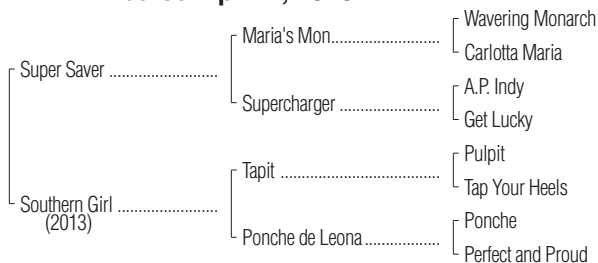 Wavering Monarch
Maria's Mon
Carlotta Maria
Super Saver
A.P. Indy
Supercharger
Get Lucky
Pulpit
Tapit
Tap Your Heels
Southern Girl
(2013)
Ponche
Ponche de Leona
Perfect and Proud